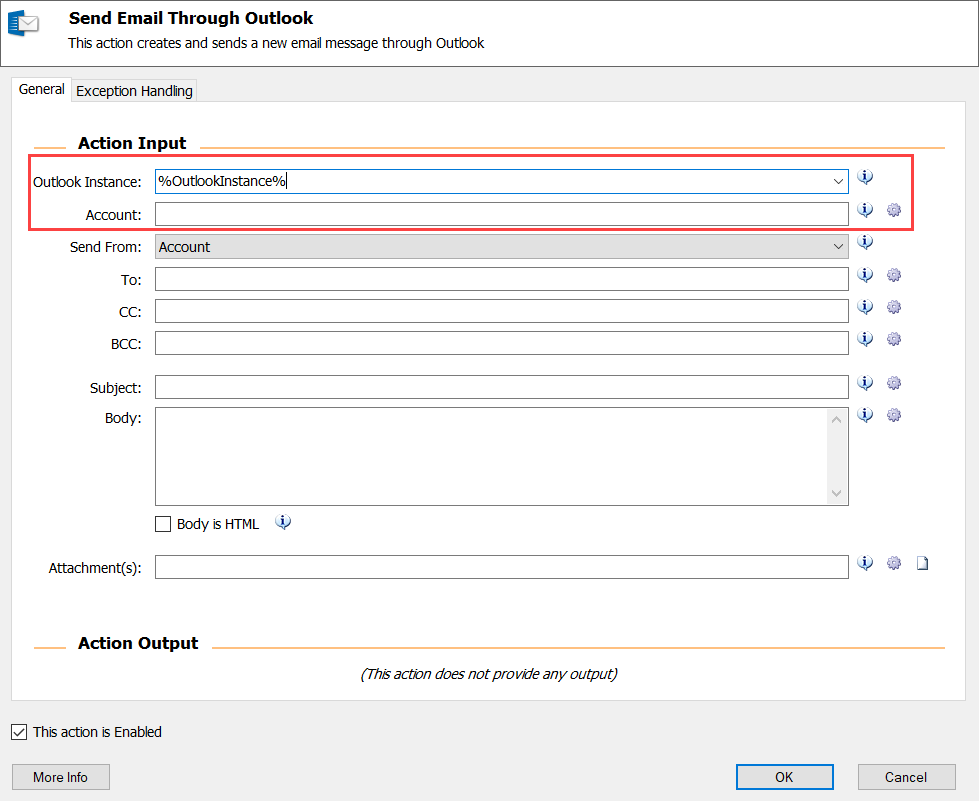 Send Email Through Outlook
This action creates and sends a new email message through Outlook
General Exception Handling
Action Input
Outlook Instance: %OutlookInstance%
Account:
Send From: Account
To:
CC:
BCC:
Subject:
Body:
Body is HTML
Attachment(s):
Action Output
(This action does not provide any output)
This action is Enabled
More Info OK Cancel